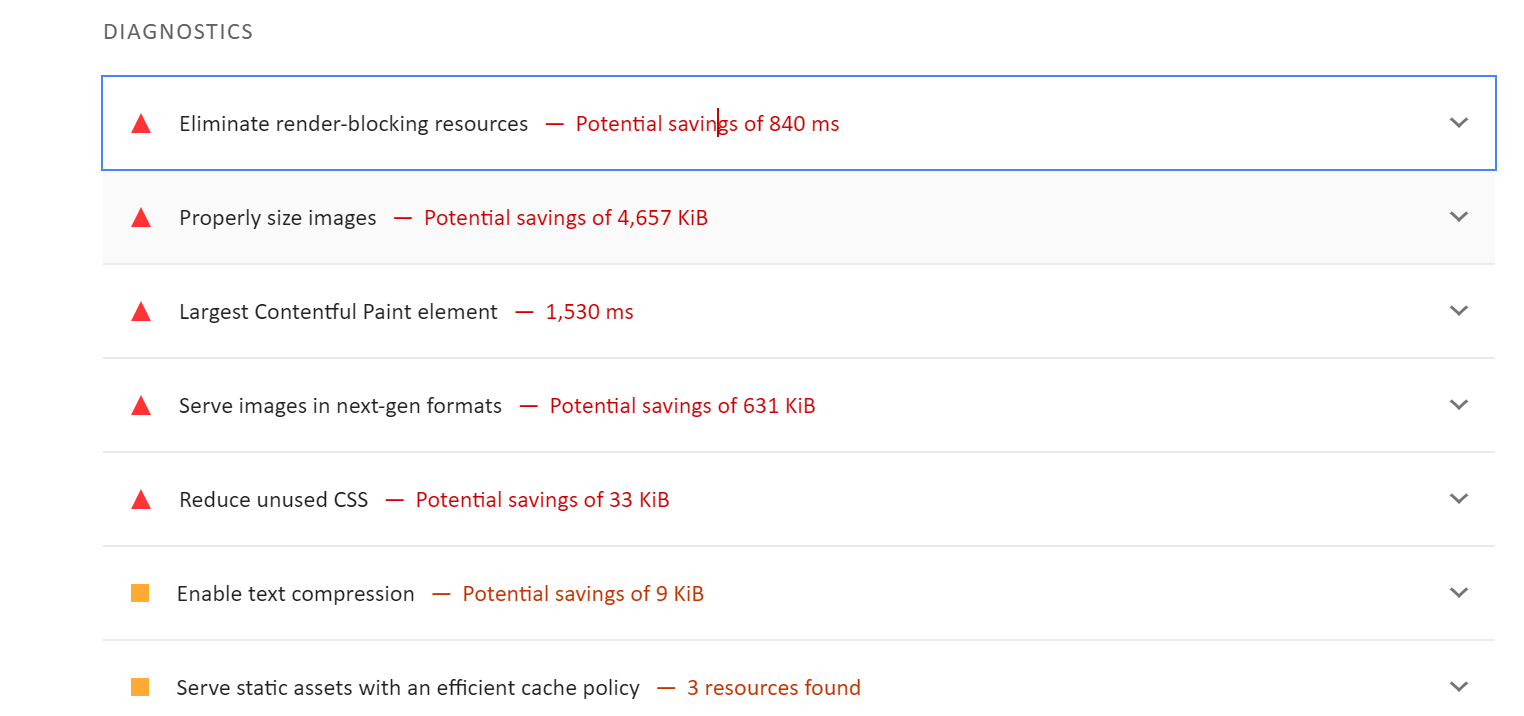 DIAGNOSTICS
Eliminate render-blocking resources — Potential savings of 840 ms
Properly size images — Potential savings of 4,657 KiB
Largest Contentful Paint element — 1,530 ms
Serve images in next-gen formats — Potential savings of 631 KiB
Reduce unused CSS — Potential savings of 33 KiB
Enable text compression — Potential savings of 9 KiB
Serve static assets with an efficient cache policy — 3 resources found